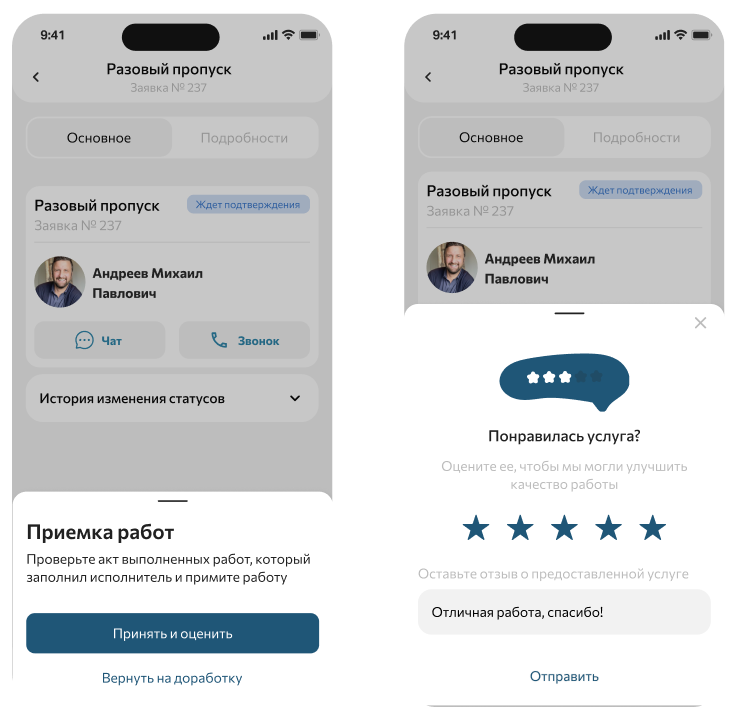 9:41
Разовый пропуск
Заявка № 237
Основное
Подробности
Разовый пропуск
Ждет подтверждения
Заявка № 237
Андреев Михаил
Павлович
Чат
Звонок
История изменения статусов
Приемка работ
Проверьте акт выполненных работ, который
заполнил исполнитель и примите работу
Принять и оценить
Вернуть на доработку
9:41
Разовый пропуск
Заявка № 237
Основное
Подробности
Разовый пропуск
Ждет подтверждения
Заявка № 237
Андреев Михаил
Павлович
Понравилась услуга?
Оцените ее, чтобы мы могли улучшить
качество работы
Оставьте отзыв о предоставленной услуге
Отличная работа, спасибо!
Отправить